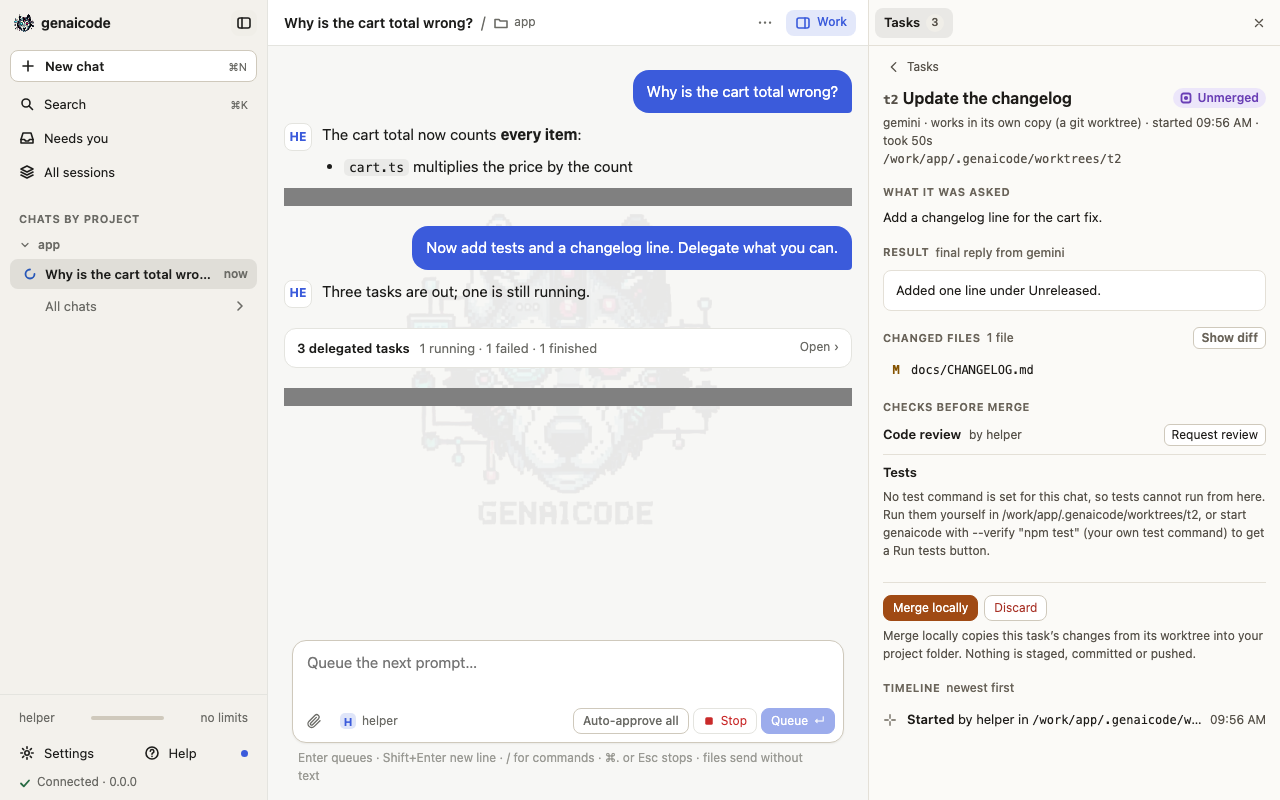 genaicode
New chat ⌘N
Search ⌘K
Needs you
All sessions
CHATS BY PROJECT
app
Why is the cart total wro... now
All chats
helper no limits
Settings Help
Connected · 0.0.0
Why is the cart total wrong? / app
Work
Why is the cart total wrong?
HE The cart total now counts every item:
• cart.ts multiplies the price by the count
Now add tests and a changelog line. Delegate what you can.
HE Three tasks are out; one is still running.
3 delegated tasks 1 running · 1 failed · 1 finished Open ›
GENAICODE
Queue the next prompt...
H helper Auto-approve all Stop Queue ↵
Enter queues · Shift+Enter new line · / for commands · ⌘. or Esc stops · files send without
text
Tasks 3
Tasks
t2 Update the changelog Unmerged
gemini · works in its own copy (a git worktree) · started 09:56 AM ·
took 50s
/work/app/.genaicode/worktrees/t2
WHAT IT WAS ASKED
Add a changelog line for the cart fix.
RESULT final reply from gemini
Added one line under Unreleased.
CHANGED FILES 1 file Show diff
M docs/CHANGELOG.md
CHECKS BEFORE MERGE
Code review by helper Request review
Tests
No test command is set for this chat, so tests cannot run from here.
Run them yourself in /work/app/.genaicode/worktrees/t2, or start
genaicode with --verify "npm test" (your own test command) to get
a Run tests button.
Merge locally Discard
Merge locally copies this task’s changes from its worktree into your
project folder. Nothing is staged, committed or pushed.
TIMELINE newest first
Started by helper in /work/app/.genaicode/w... 09:56 AM